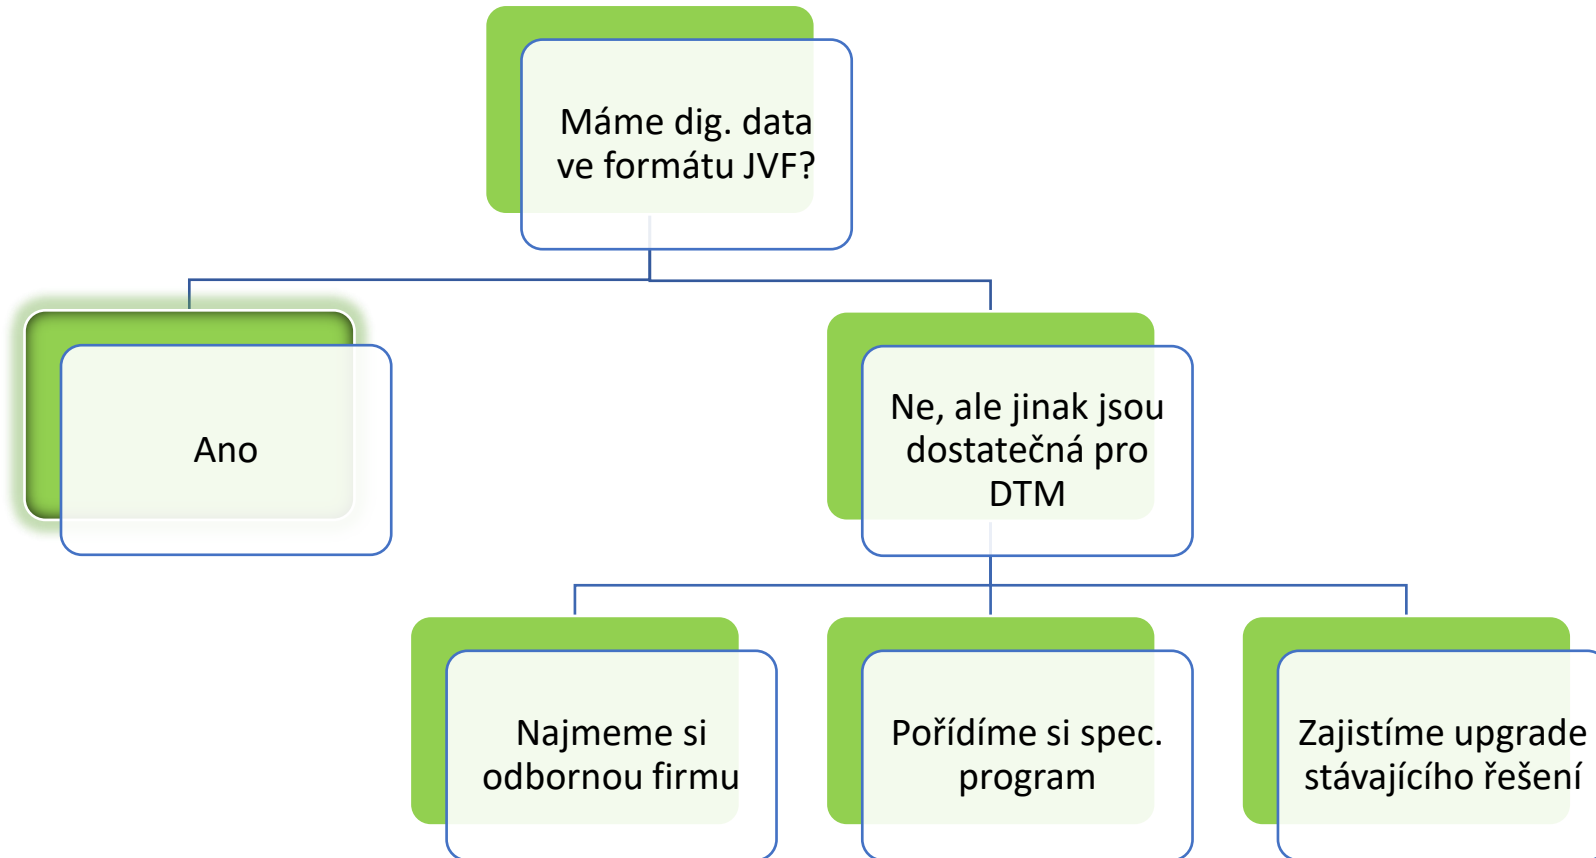 Máme dig. data
ve formátu JVF?
Ano
Ne, ale jinak jsou
dostatečná pro
DTM
Najmeme si
odbornou firmu
Pořídíme si spec.
program
Zajistíme upgrade
stávajícího řešení